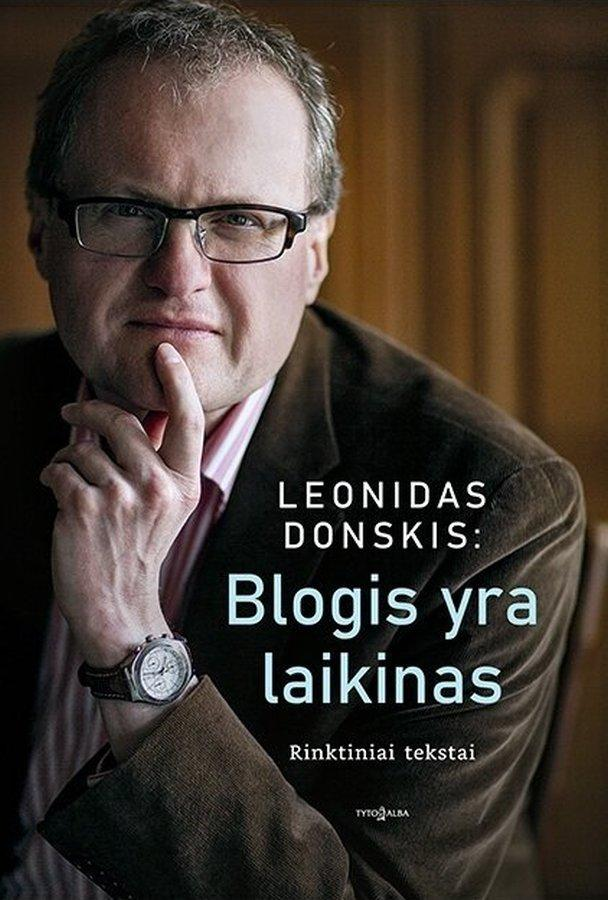 LEONIDAS
DONSKIS:
Blogis yra
laikinas
Rinktiniai tekstai
TYTO ALBA